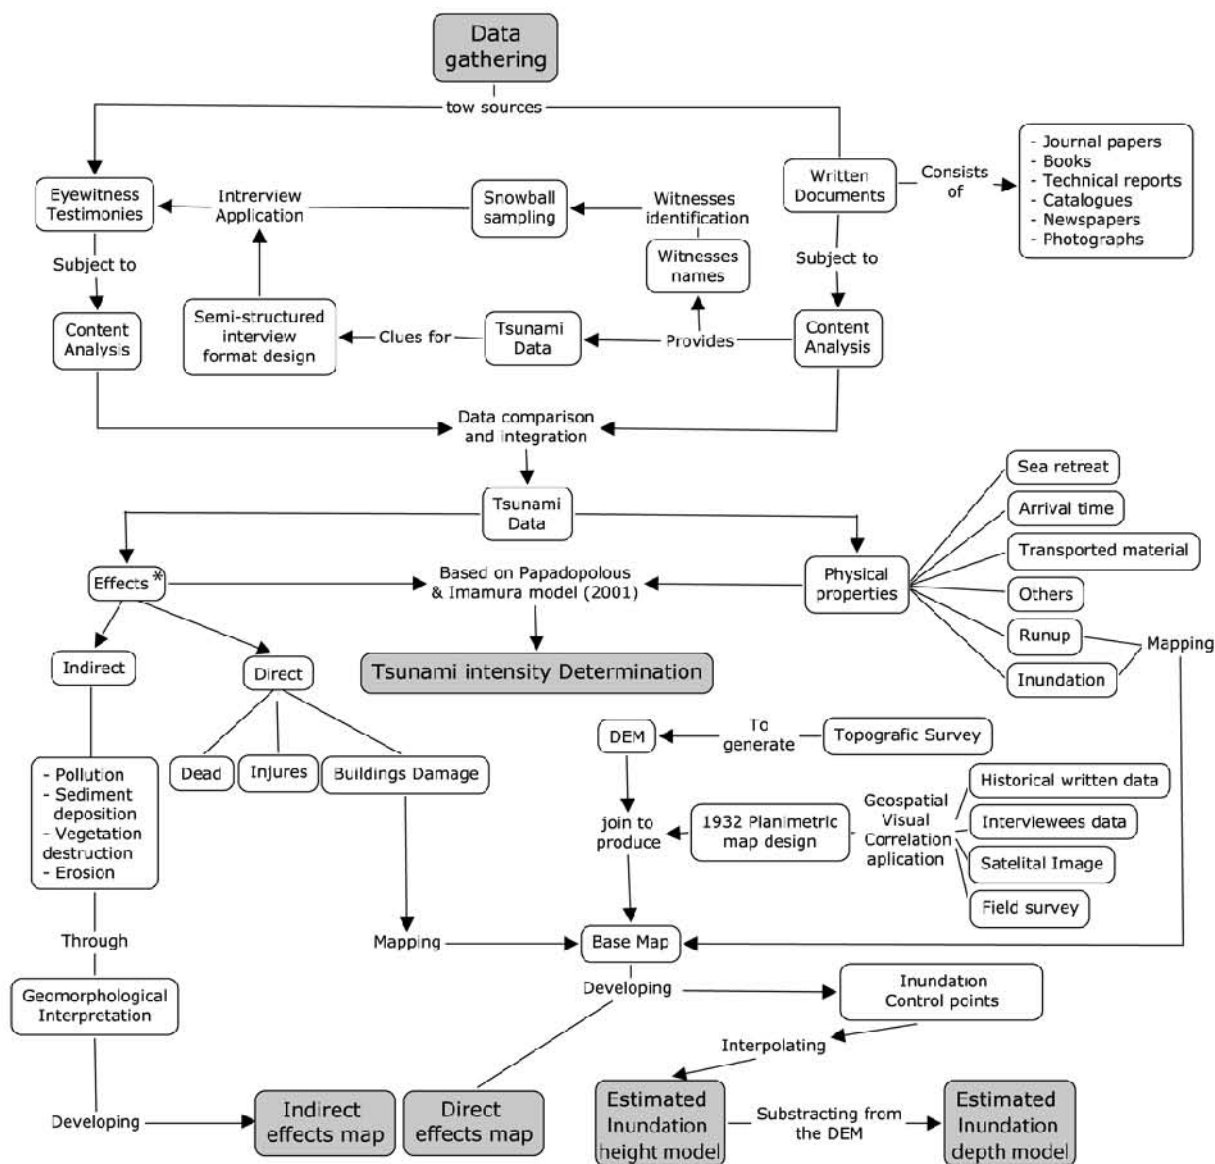 Data
gathering
tow sources
Eyewitness
Testimonies
Intrerview
Application
Snowball
sampling
Witnesses
identification
Written
Documents
Consists
of
- Journal papers
- Books
- Technical reports
- Catalogues
- Newspapers
- Photographs
Subject to
Witnesses
names
Subject to
Content
Analysis
Semi-structured
interview
format design
Clues for
Tsunami
Data
Provides
Content
Analysis
Data comparison
and integration
Tsunami
Data
Sea retreat
Arrival time
Transported material
Others
Runup
Inundation
Mapping
Effects *
Based on Papadopolous
& Imamura model (2001)
Physical
properties
Indirect
Direct
Tsunami intensity Determination
DEM
To
generate
Topografic Survey
- Pollution
- Sediment
deposition
- Vegetation
destruction
- Erosion
Dead
Injures
Buildings Damage
join to
produce
1932 Planimetric
map design
Geospatial
Visual
Correlation
aplication
Historical written data
Interviewees data
Satelital Image
Field survey
Through
Mapping
Base Map
Geomorphological
Interpretation
Developing
Inundation
Control points
Interpolating
Developing
Indirect
effects map
Direct
effects map
Estimated
Inundation
height model
Substracting from
the DEM
Estimated
Inundation
depth model